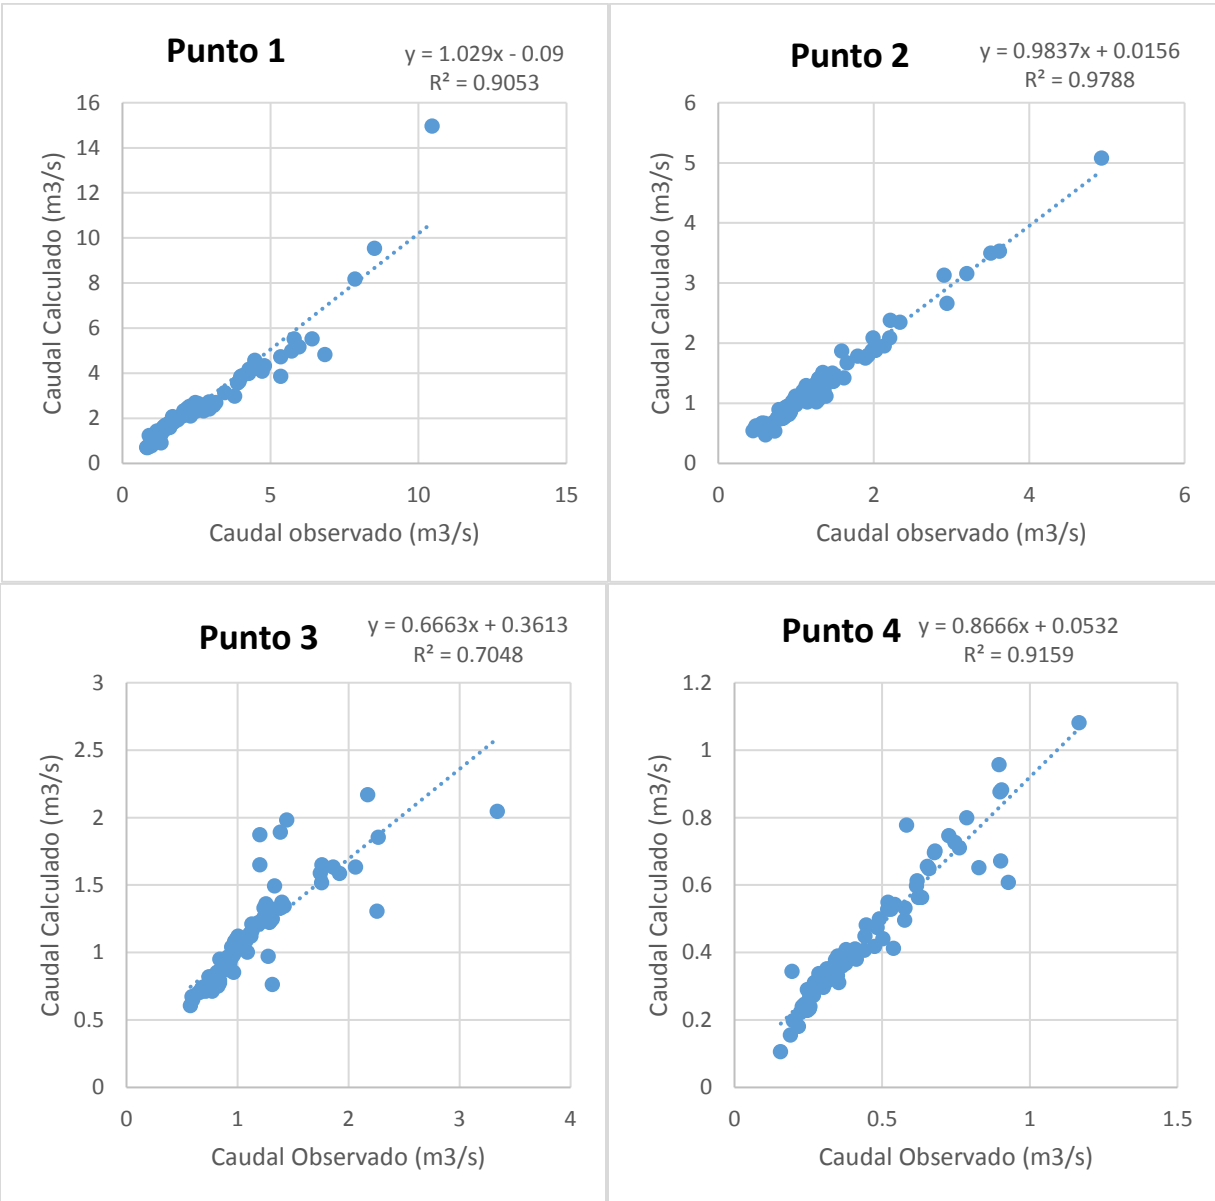 Punto 1
y = 1.029x - 0.09
R² = 0.9053
16
14
12
10
8
6
4
2
0
0 5 10 15
Caudal Calculado (m3/s)
Caudal observado (m3/s)
Punto 2
y = 0.9837x + 0.0156
R² = 0.9788
6
5
4
3
2
1
0
0 2 4 6
Caudal Calculado (m3/s)
Caudal observado (m3/s)
Punto 3
y = 0.6663x + 0.3613
R² = 0.7048
3
2.5
2
1.5
1
0.5
0
0 1 2 3 4
Caudal Calculado (m3/s)
Caudal Observado (m3/s)
Punto 4
y = 0.8666x + 0.0532
R² = 0.9159
1.2
1
0.8
0.6
0.4
0.2
0
0 0.5 1 1.5
Caudal Calculado (m3/s)
Caudal Observado (m3/s)